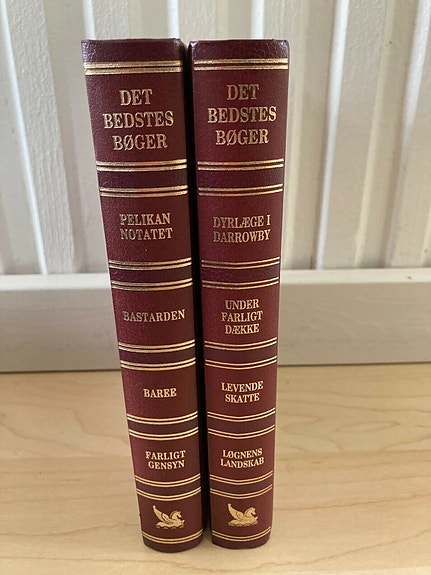 DET
BEDSTES
BØGER
PELIKAN
NOTATET
BASTARDEN
BAREE
FARLIGT
GENSYN
DET
BEDSTES
BØGER
DYRLÆGE I
DARROWBY
UNDER
FARLIGT
DÆKKE
LEVENDE
SKATTE
LØGNENS
LANDSKAB